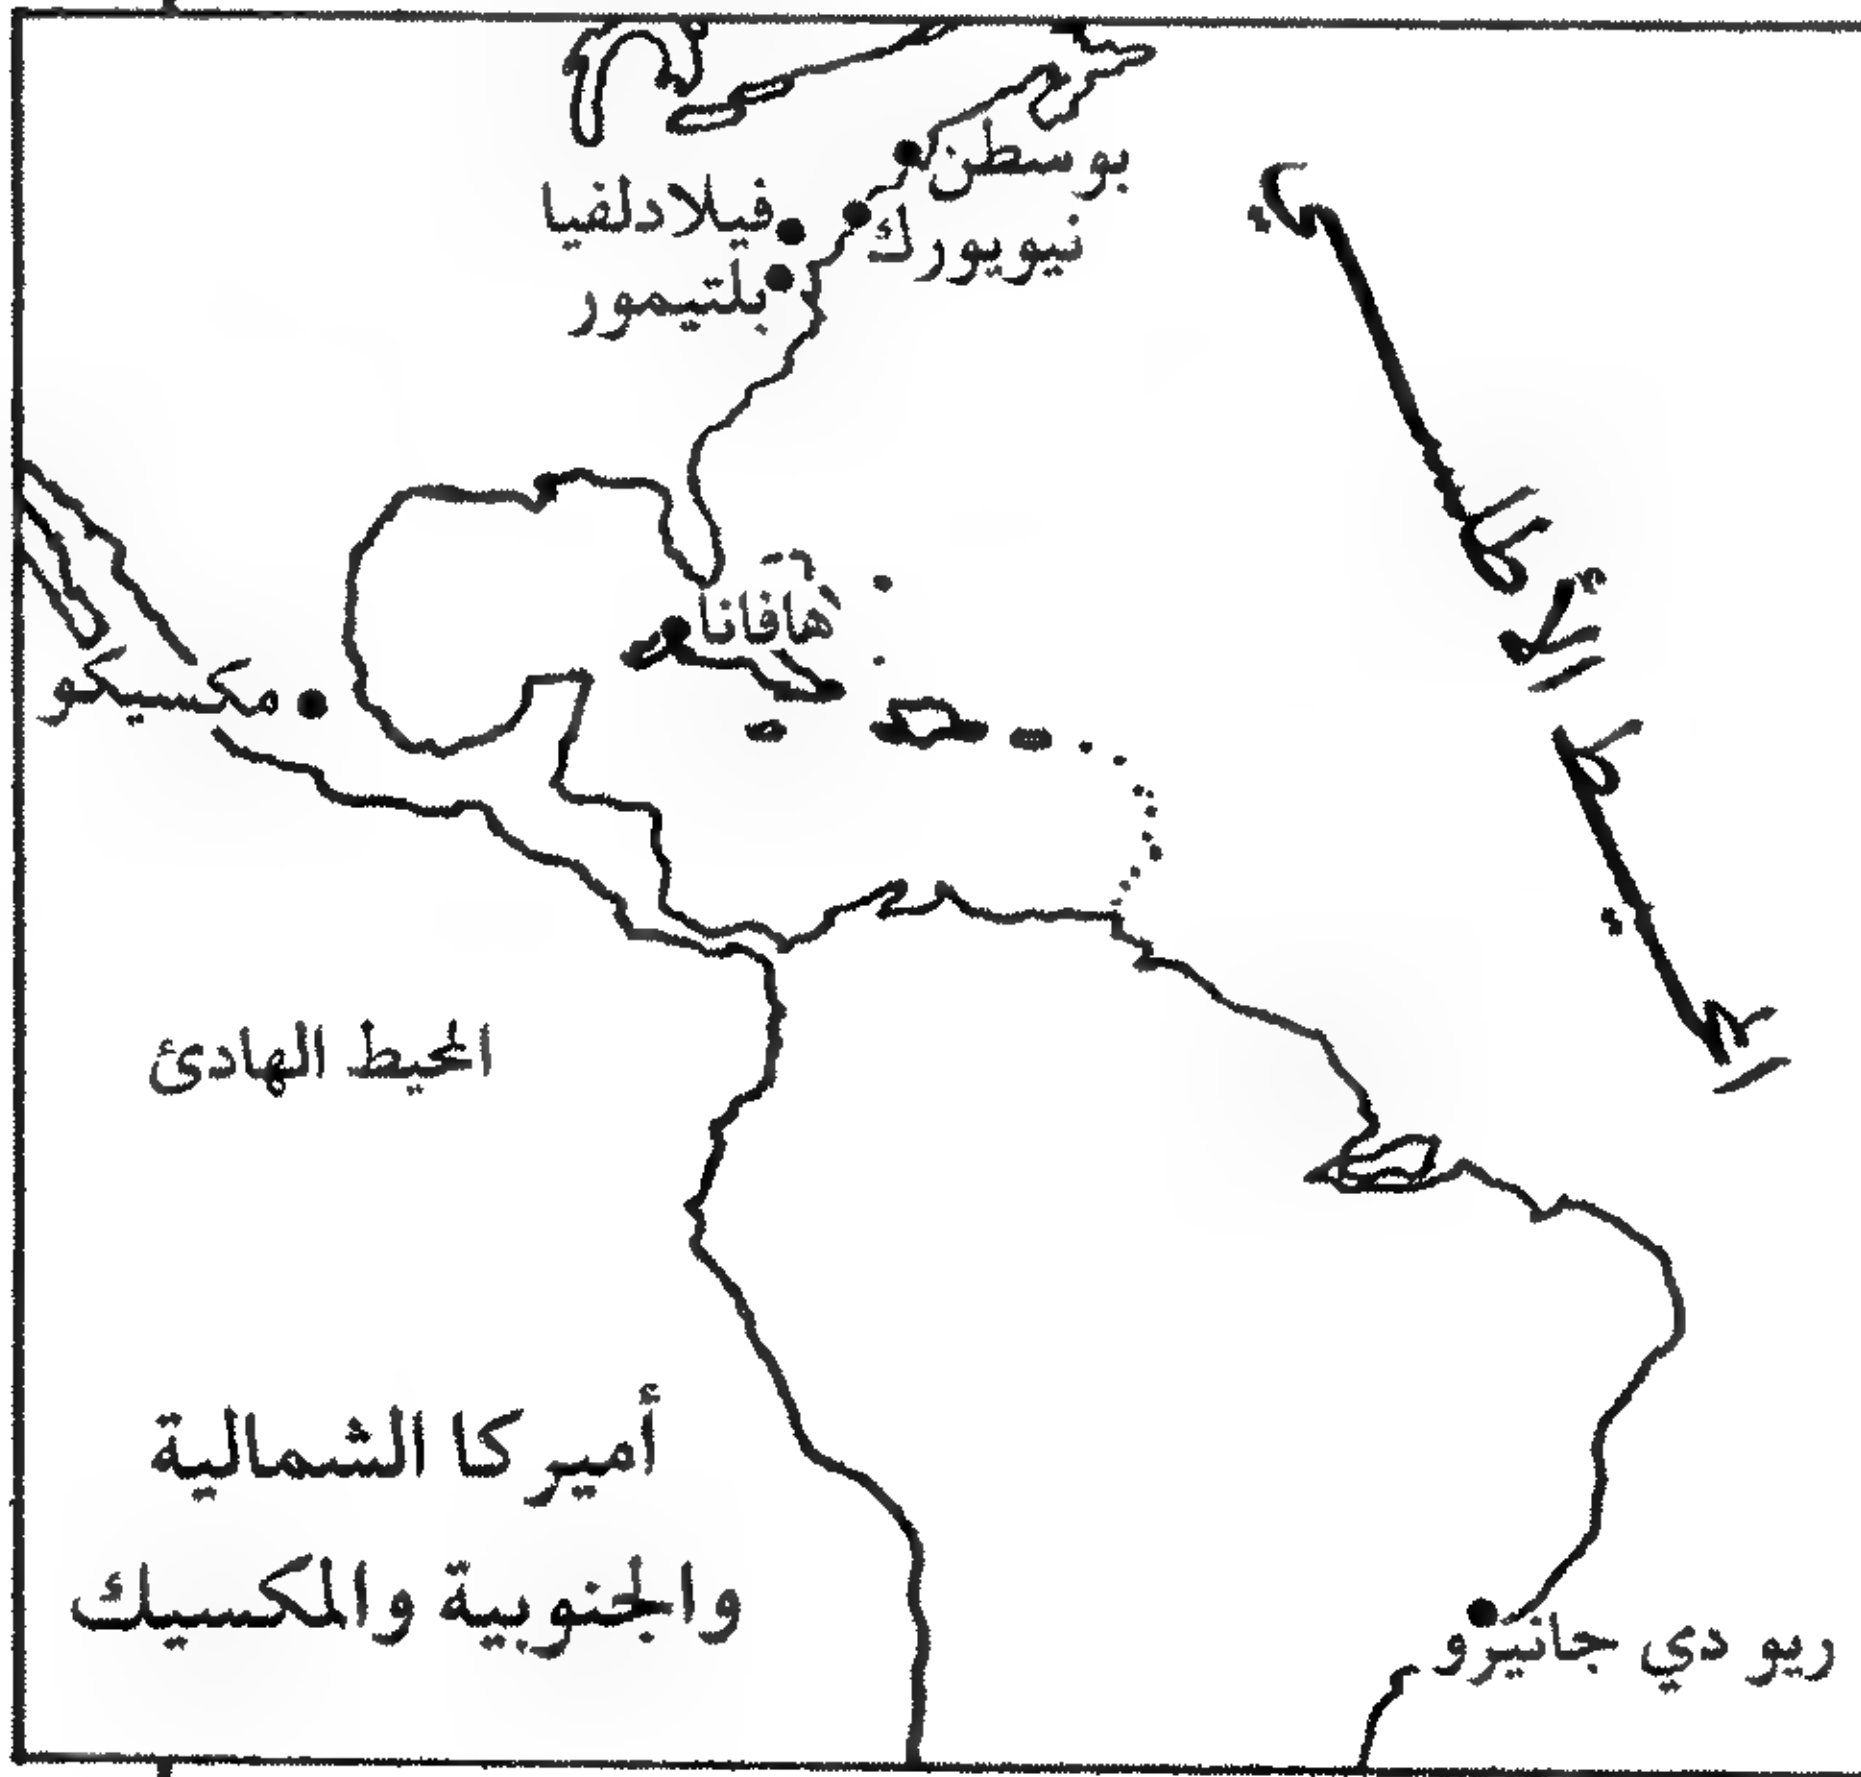 بوسطن
فيلادلفيا
نيويورك
بلتيمور
هافانا
مكسيكو
المحيط الأطلسي
المحيط الهادئ
أميركا الشمالية
والجنوبية والمكسيك
ريو دي جانيرو